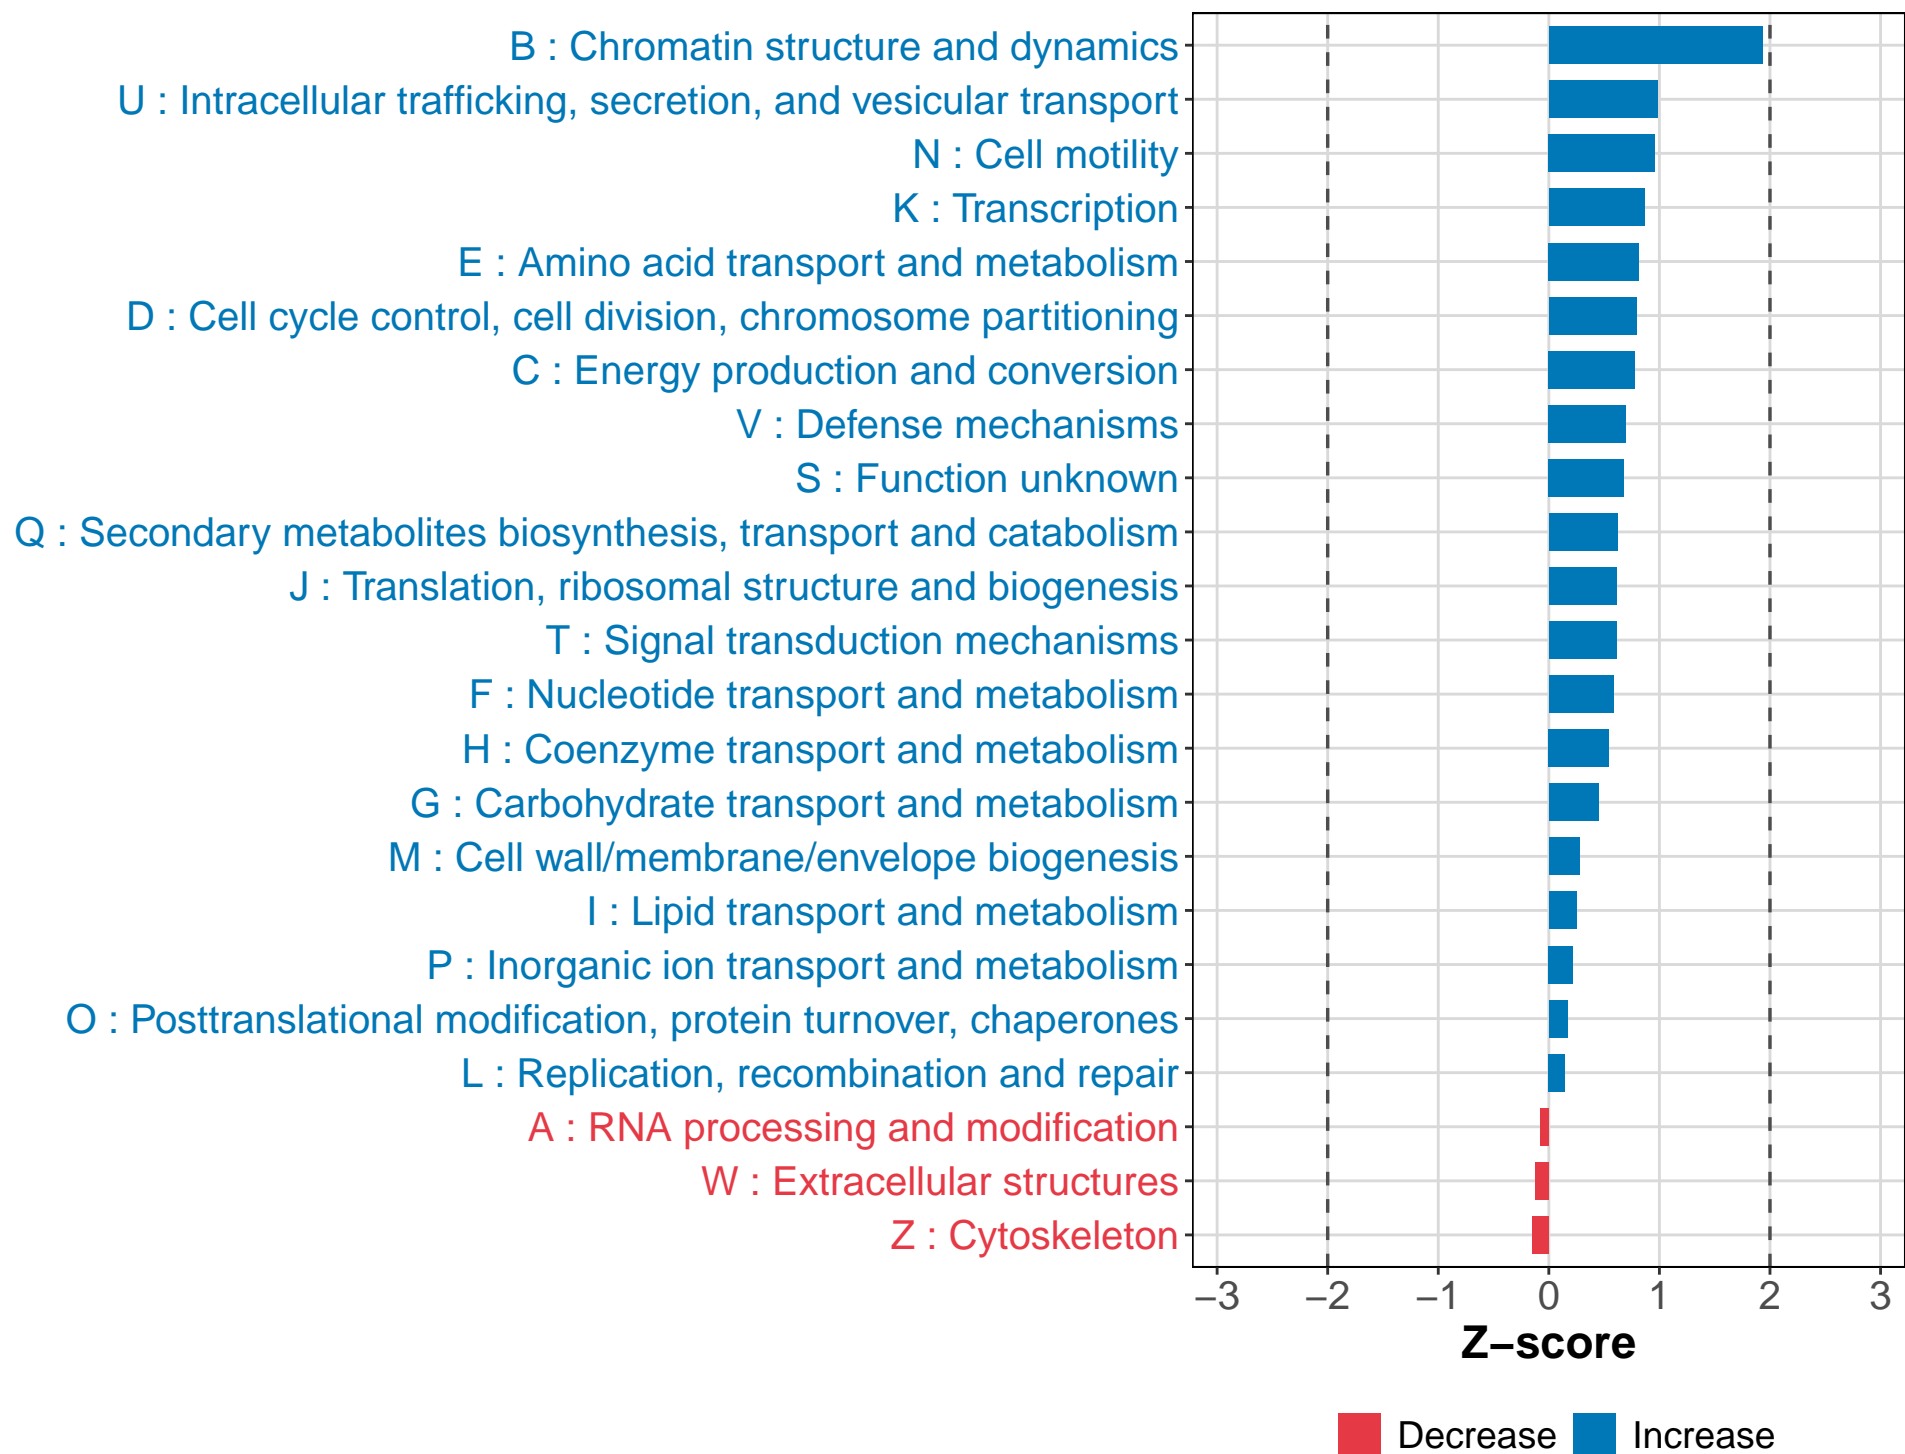 B : Chromatin structure and dynamics
U : Intracellular trafficking, secretion, and vesicular transport
N : Cell motility
K : Transcription
E : Amino acid transport and metabolism
D : Cell cycle control, cell division, chromosome partitioning
C : Energy production and conversion
V : Defense mechanisms
S : Function unknown
Q : Secondary metabolites biosynthesis, transport and catabolism
J : Translation, ribosomal structure and biogenesis
T : Signal transduction mechanisms
F : Nucleotide transport and metabolism
H : Coenzyme transport and metabolism
G : Carbohydrate transport and metabolism
M : Cell wall/membrane/envelope biogenesis
I : Lipid transport and metabolism
P : Inorganic ion transport and metabolism
O : Posttranslational modification, protein turnover, chaperones
L : Replication, recombination and repair
A : RNA processing and modification
W : Extracellular structures
Z : Cytoskeleton
−3 −2 −1 0 1 2 3
Z−score
Decrease Increase